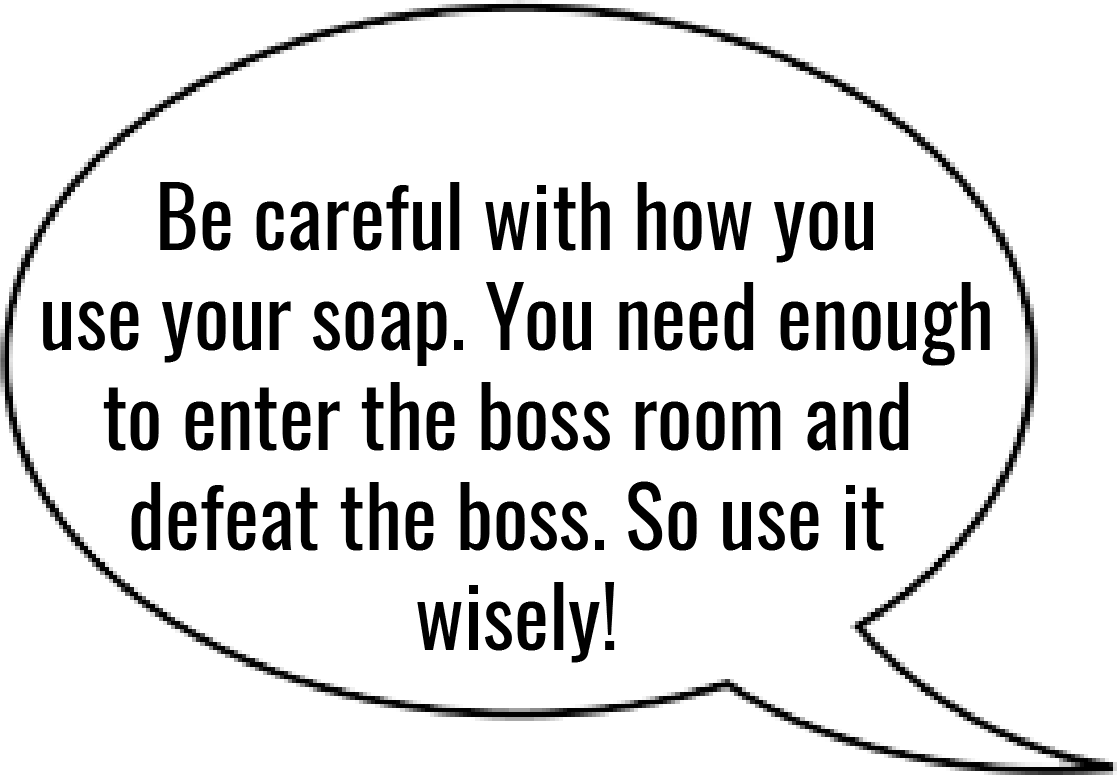 Be careful with how you
use your soap. You need enough
to enter the boss room and
defeat the boss. So use it
wisely!